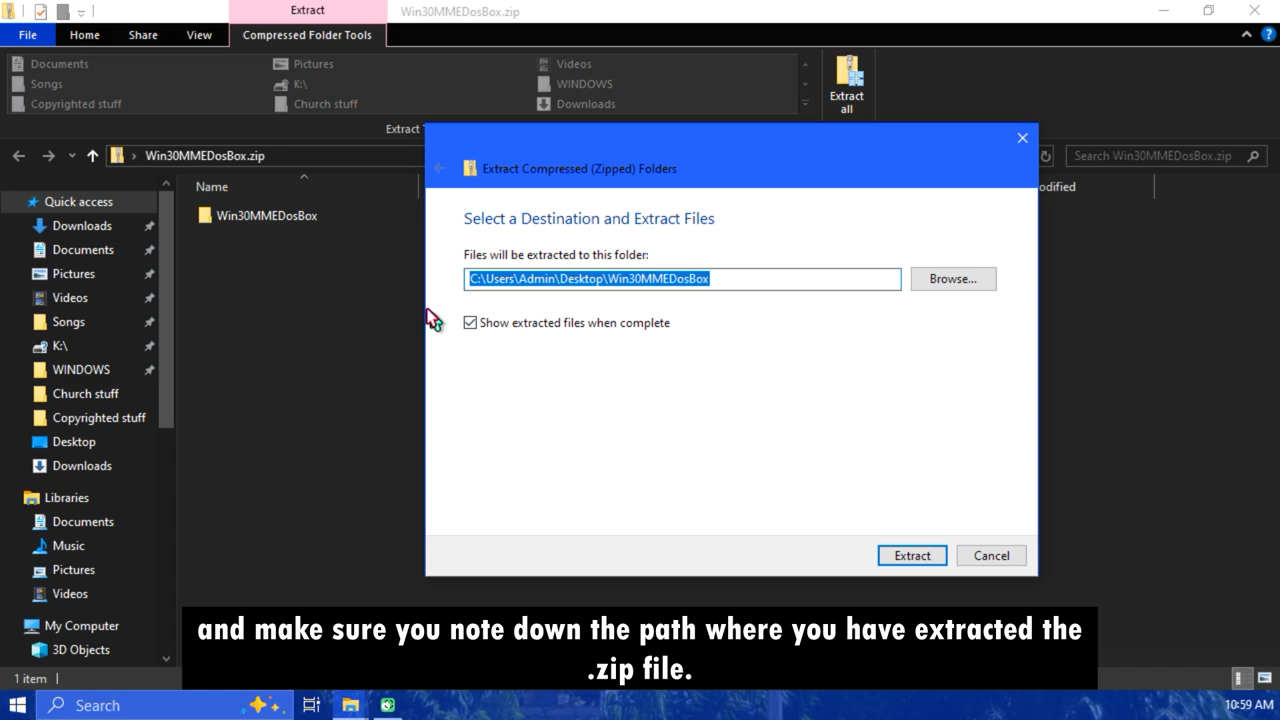 Extract
Win30MMEDosBox.zip
File
Home
Share
View
Compressed Folder Tools
Documents
Pictures
Videos
Songs
K:\
WINDOWS
Copyrighted stuff
Church stuff
Downloads
Extract
all
Extract
Win30MMEDosBox.zip
Search Win30MMEDosBox.zip
Quick access
Downloads
Documents
Pictures
Videos
Songs
K:\
WINDOWS
Church stuff
Copyrighted stuff
Desktop
Downloads
Libraries
Documents
Music
Pictures
Videos
My Computer
3D Objects
Name
odified
Win30MMEDosBox
Extract Compressed (Zipped) Folders
Select a Destination and Extract Files
Files will be extracted to this folder:
C:\Users\Admin\Desktop\Win30MMEDosBox
Browse...
Show extracted files when complete
Extract
Cancel
and make sure you note down the path where you have extracted the
.zip file.
1 item
Search
10:59 AM